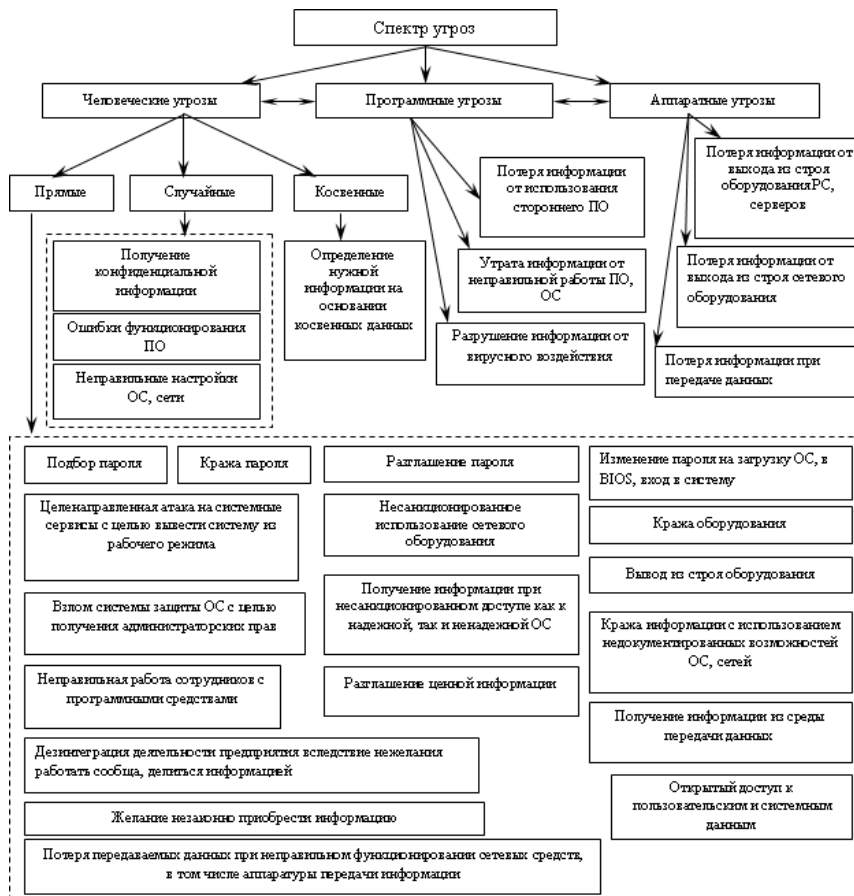 Спектр угроз
Человеческие угрозы
Программные угрозы
Аппаратные угрозы
Прямые
Случайные
Косвенные
Получение
конфиденциальной
информации
Ошибки функционирования
ПО
Неправильные настройки
ОС, сети
Определение
нужной
информации на
основании
косвенных данных
Потеря информации
от использования
стороннего ПО
Утрата информации от
неправильной работы ПО,
ОС
Разрушение информации от
вирусного воздействия
Потеря информации от
выхода из строя
оборудования РС,
серверов
Потеря информации от
выхода из строя сетевого
оборудования
Потеря информации при
передаче данных
Подбор пароля
Кража пароля
Целенаправленная атака на системные
сервисы с целью вывести систему из
рабочего режима
Взлом системы защиты ОС с целью
получения администраторских прав
Неправильная работа сотрудников с
программными средствами
Разглашение пароля
Несанкционированное
использование сетевого
оборудования
Получение информации при
несанкционированном доступе как к
надежной, так и ненадежной ОС
Разглашение ценной информации
Изменение пароля на загрузку ОС, в
BIOS, вход в систему
Кража оборудования
Вывод из строя оборудования
Кража информации с использованием
недокументированных возможностей
ОС, сетей
Получение информации из среды
передачи данных
Открытый доступ к
пользовательским и системным
данным
Дезинтеграция деятельности предприятия вследствие нежелания
работать сообща, делиться информацией
Желание незаконно приобрести информацию
Потеря передаваемых данных при неправильном функционировании сетевых средств,
в том числе аппаратуры передачи информации